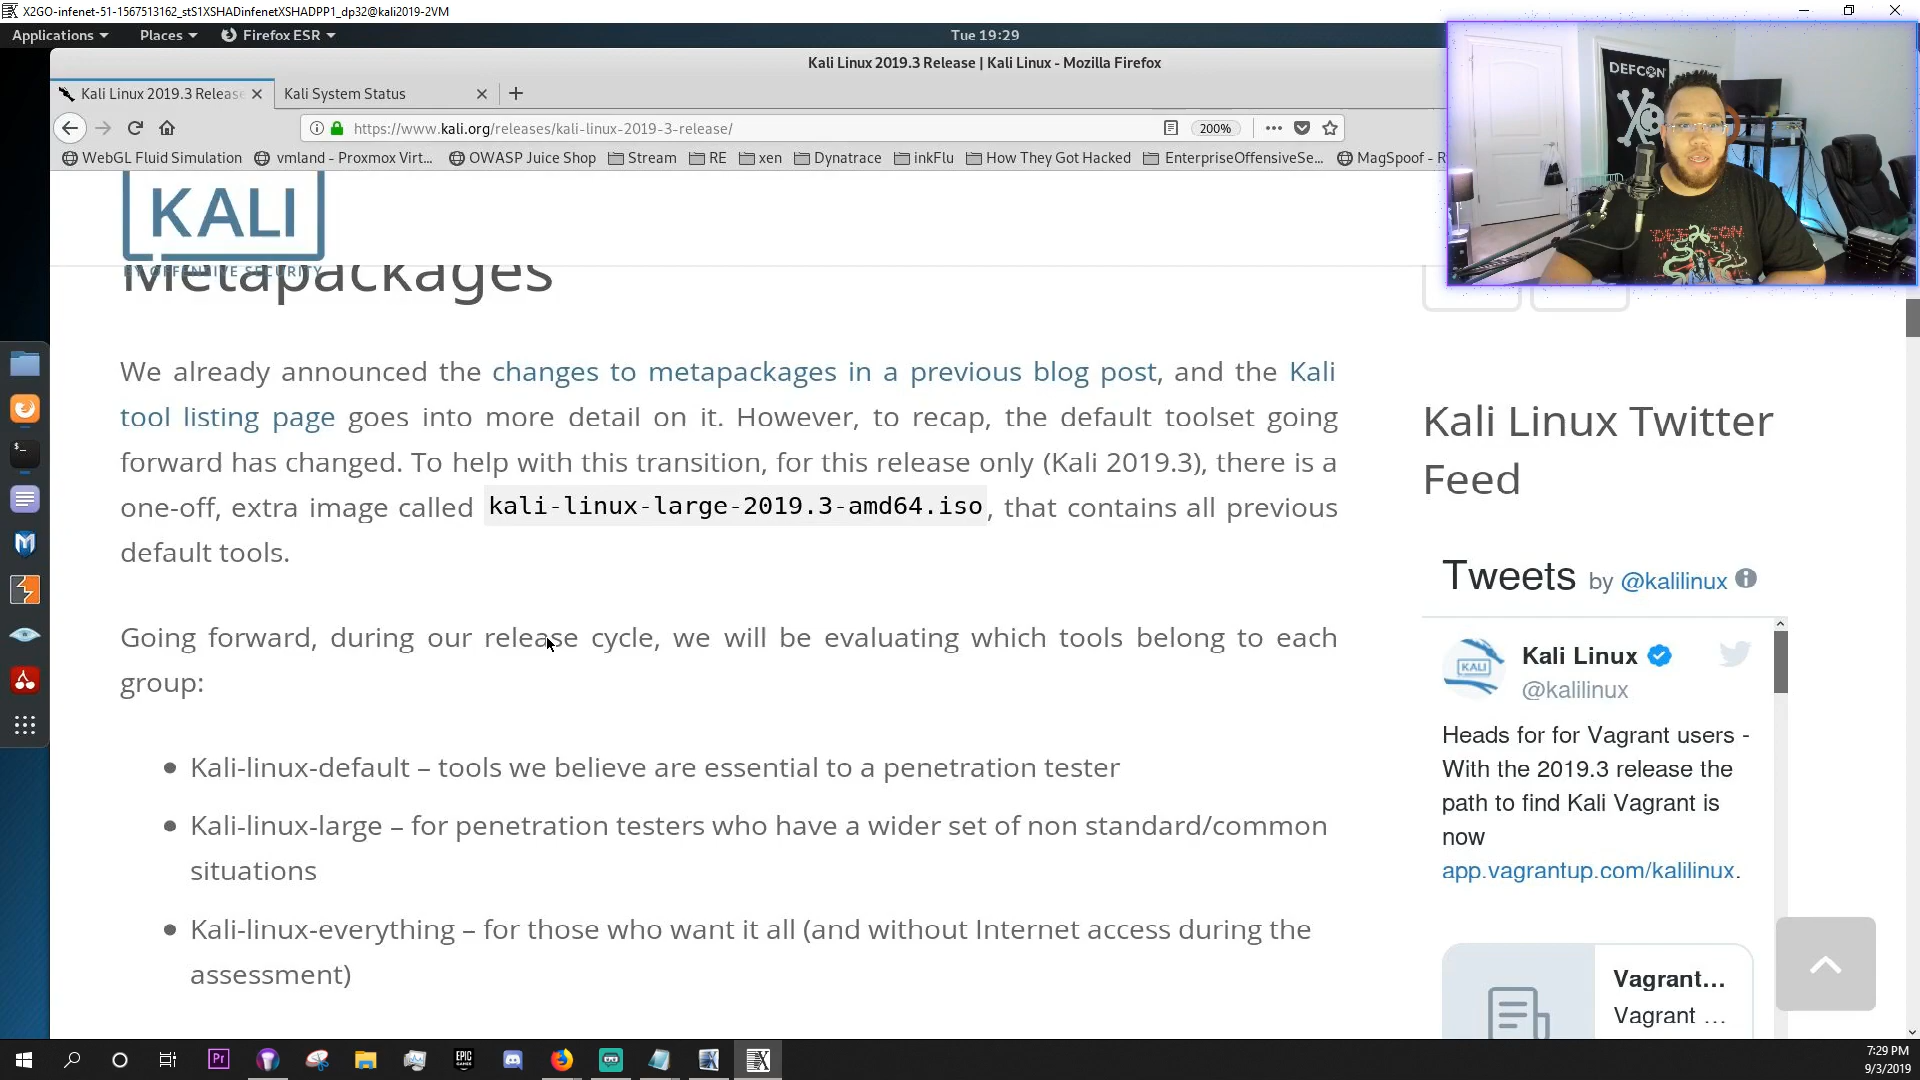 X2GO-infenet-51-1567513162_stS1XSHADinfenetXSHADPP1_dp32@kali2019-2VM
Applications Places Firefox ESR Tue 19:29
Kali Linux 2019.3 Release | Kali Linux - Mozilla Firefox
Kali Linux 2019.3 Release Kali System Status
https://www.kali.org/releases/kali-linux-2019-3-release/ 200%
WebGL Fluid Simulation vmland - Proxmox Virt... OWASP Juice Shop Stream RE xen Dynatrace inkFlu How They Got Hacked EnterpriseOffensiveSe... MagSpoof - R
DEFCON
DEFCON
KALI
BY OFFENSIVE SECURITY
Metapackages
We already announced the changes to metapackages in a previous blog post, and the Kali
tool listing page goes into more detail on it. However, to recap, the default toolset going
forward has changed. To help with this transition, for this release only (Kali 2019.3), there is a
one-off, extra image called kali-linux-large-2019.3-amd64.iso, that contains all previous
default tools.
Going forward, during our release cycle, we will be evaluating which tools belong to each
group:
Kali-linux-default – tools we believe are essential to a penetration tester
Kali-linux-large – for penetration testers who have a wider set of non standard/common
situations
Kali-linux-everything – for those who want it all (and without Internet access during the
assessment)
Kali Linux Twitter
Feed
Tweets by @kalilinux
KALI
Kali Linux
@kalilinux
Heads for for Vagrant users -
With the 2019.3 release the
path to find Kali Vagrant is
now
app.vagrantup.com/kalilinux.
Vagrant...
Vagrant ...
Pr
EPIC
GAMES
7:29 PM
9/3/2019